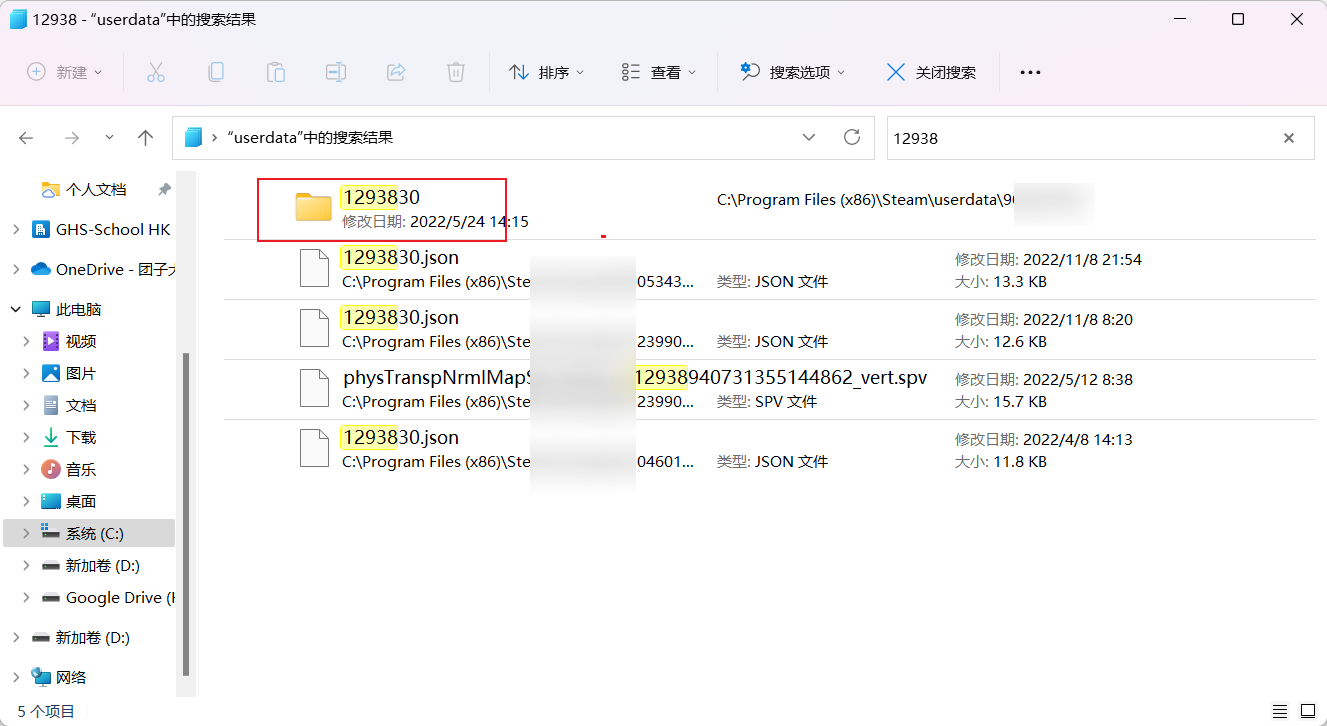 12938 - “userdata”中的搜索结果
新建
排序
查看
搜索选项
关闭搜索
“userdata”中的搜索结果
12938
个人文档
GHS-School HK
OneDrive - 团子
此电脑
视频
图片
文档
下载
音乐
桌面
系统 (C:)
新加卷 (D:)
Google Drive (
新加卷 (D:)
网络
1293830
修改日期: 2022/5/24 14:15
C:\Program Files (x86)\Steam\userdata\9
1293830.json
C:\Program Files (x86)\Ste 05343...
类型: JSON 文件
修改日期: 2022/11/8 21:54
大小: 13.3 KB
1293830.json
C:\Program Files (x86)\Ste 23990...
类型: JSON 文件
修改日期: 2022/11/8 8:20
大小: 12.6 KB
physTranspNrmlMap 12938940731355144862_vert.spv
C:\Program Files (x86)\Ste 23990...
类型: SPV 文件
修改日期: 2022/5/12 8:38
大小: 15.7 KB
1293830.json
C:\Program Files (x86)\Ste 04601...
类型: JSON 文件
修改日期: 2022/4/8 14:13
大小: 11.8 KB
5 个项目